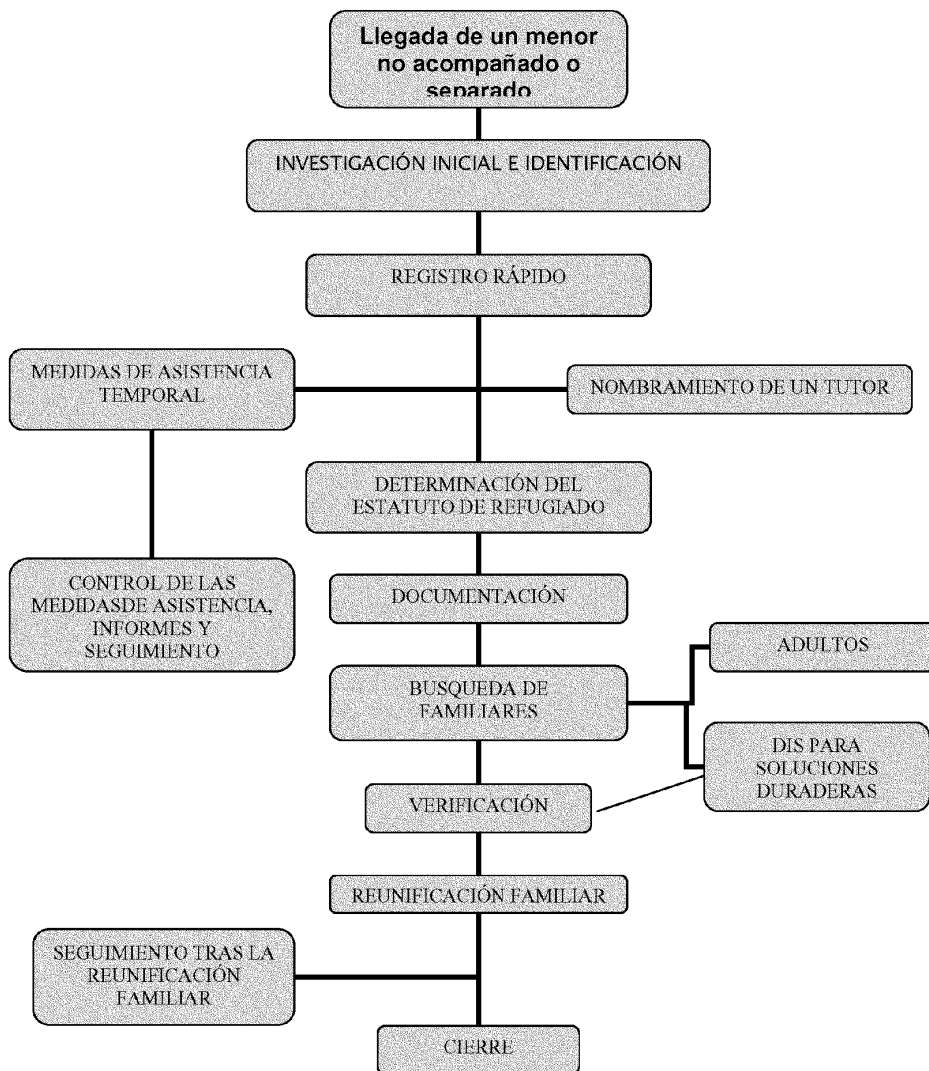 Llegada de un menor
no acompañado o
separado
INVESTIGACIÓN INICIAL E IDENTIFICACIÓN
REGISTRO RÁPIDO
MEDIDAS DE ASISTENCIA
TEMPORAL
NOMBRAMIENTO DE UN TUTOR
DETERMINACIÓN DEL
ESTATUTO DE REFUGIADO
CONTROL DE LAS
MEDIDASDE ASISTENCIA,
INFORMES Y
SEGUIMIENTO
DOCUMENTACIÓN
BUSQUEDA DE
FAMILIARES
ADULTOS
DIS PARA
SOLUCIONES
DURADERAS
VERIFICACIÓN
REUNIFICACIÓN FAMILIAR
SEGUIMIENTO TRAS LA
REUNIFICACIÓN
FAMILIAR
CIERRE